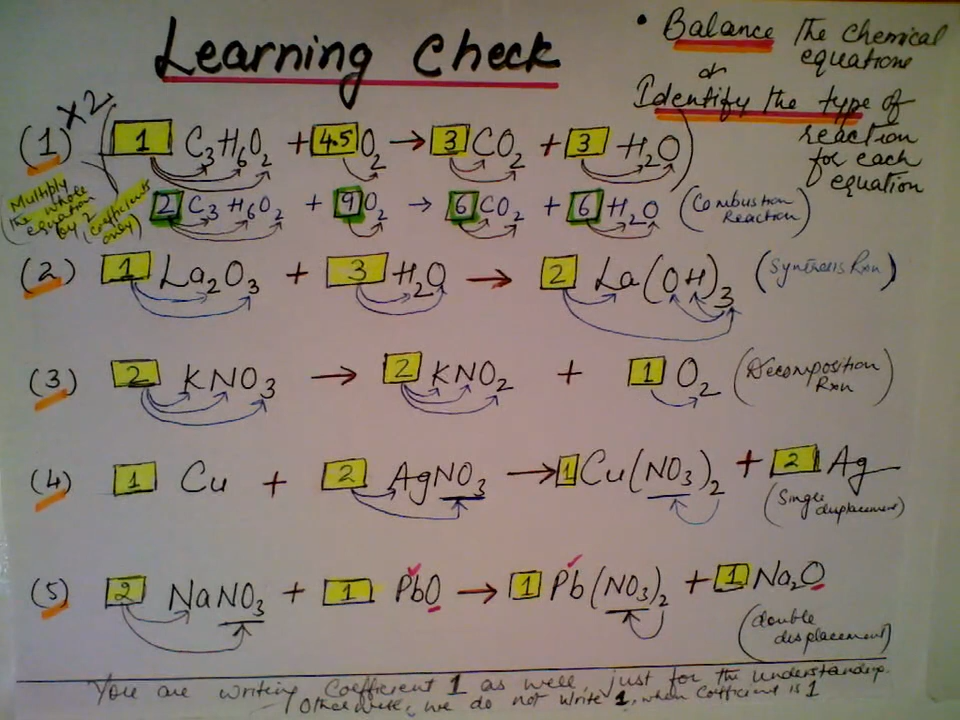 Learning Check
• Balance The chemical equations
or
Identify the type of reaction for each equation
(1) ×2 ( 1 C₃H₆O₂ + 4.5 O₂ → 3 CO₂ + 3 H₂O )
(Multiply the whole equation by 2 (coefficients only)
2 C₃H₆O₂ + 9 O₂ → 6 CO₂ + 6 H₂O (Combustion Reaction)
(2) 1 La₂O₃ + 3 H₂O → 2 La(OH)₃ (Synthesis Rxn)
(3) 2 KNO₃ → 2 KNO₂ + 1 O₂ (Decomposition Rxn)
(4) 1 Cu + 2 AgNO₃ → 1 Cu(NO₃)₂ + 2 Ag
(Single displacement)
(5) 2 NaNO₃ + 1 PbO → 1 Pb(NO₃)₂ + 1 Na₂O
(double displacement)
You are writing Coefficient 1 as well, just for the understanding.
Otherwise, we do not write 1, when Coefficient is 1